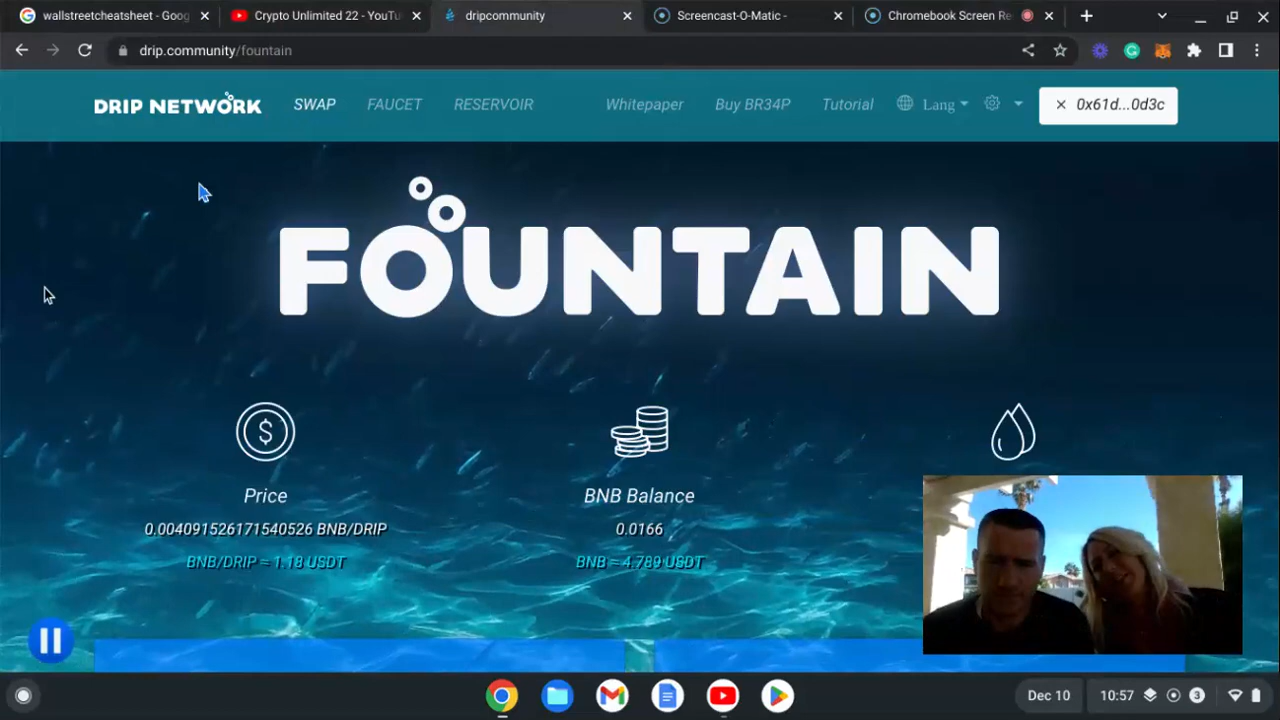 wallstreetcheatsheet - Goog
Crypto Unlimited 22 - YouTu
dripcommunity
Screencast-O-Matic -
Chromebook Screen Re
drip.community/fountain
DRIP NETWORK
SWAP
FAUCET
RESERVOIR
Whitepaper
Buy BR34P
Tutorial
Lang
0x61d...0d3c
FOUNTAIN
Price
BNB Balance
0.004091526171540526 BNB/DRIP
0.0166
BNB/DRIP ≈ 1.18 USDT
BNB ≈ 4.789 USDT
Dec 10
10:57
3